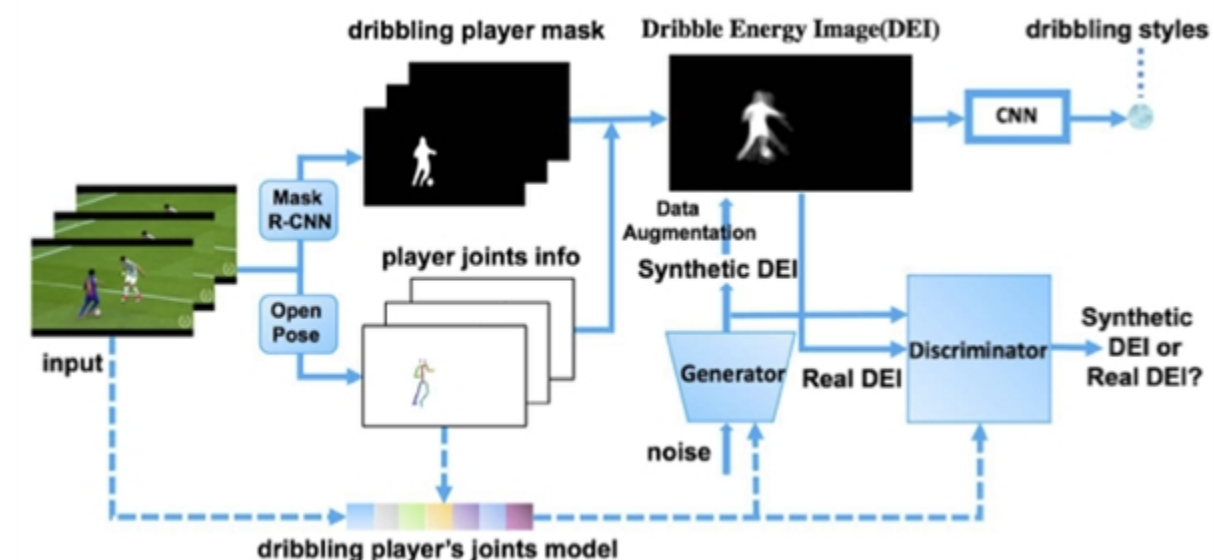 dribbling player mask
Dribble Energy Image(DEI)
dribbling styles
CNN
Mask
R-CNN
Data
Augmentation
player joints info
Synthetic DEI
Open
Pose
input
Generator
Real DEI
Discriminator
Synthetic
DEI or
Real DEI?
noise
dribbling player's joints model